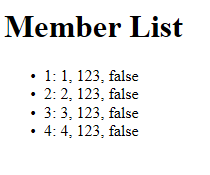 Member List
• 1: 1, 123, false
• 2: 2, 123, false
• 3: 3, 123, false
• 4: 4, 123, false